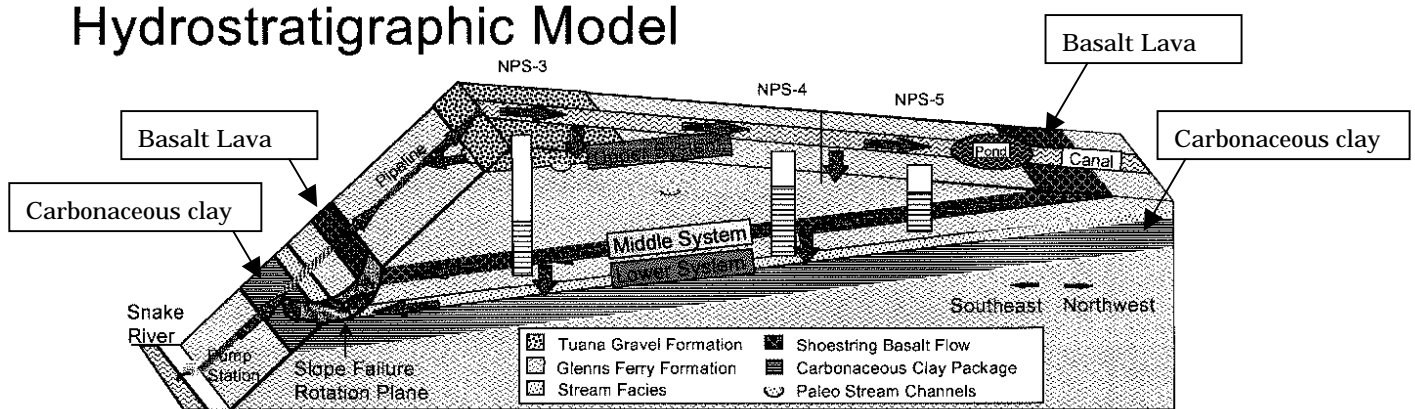 Hydrostratigraphic Model
Basalt Lava
NPS-3
NPS-4
NPS-5
Basalt Lava
Carbonaceous clay
Carbonaceous clay
Pipeline
Upper System
Pond
Canal
Middle System
Lower System
Snake
River
Pump
Station
Slope Failure
Rotation Plane
Southeast
Northwest
Tuana Gravel Formation
Glenns Ferry Formation
Stream Facies
Shoestring Basalt Flow
Carbonaceous Clay Package
Paleo Stream Channels